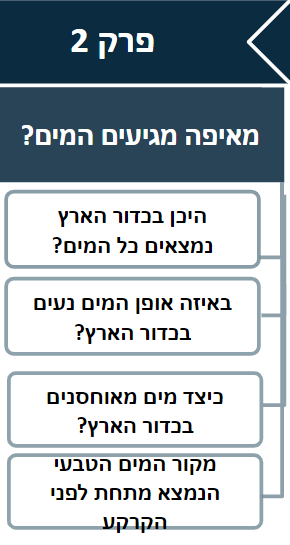 פרק 2
מאיפה מגיעים המים?
היכן בכדור הארץ
נמצאים כל המים?
באיזה אופן המים נעים
בכדור הארץ?
כיצד מים מאוחסנים
בכדור הארץ?
מקור המים הטבעי
הנמצא מתחת לפני
הקרקע